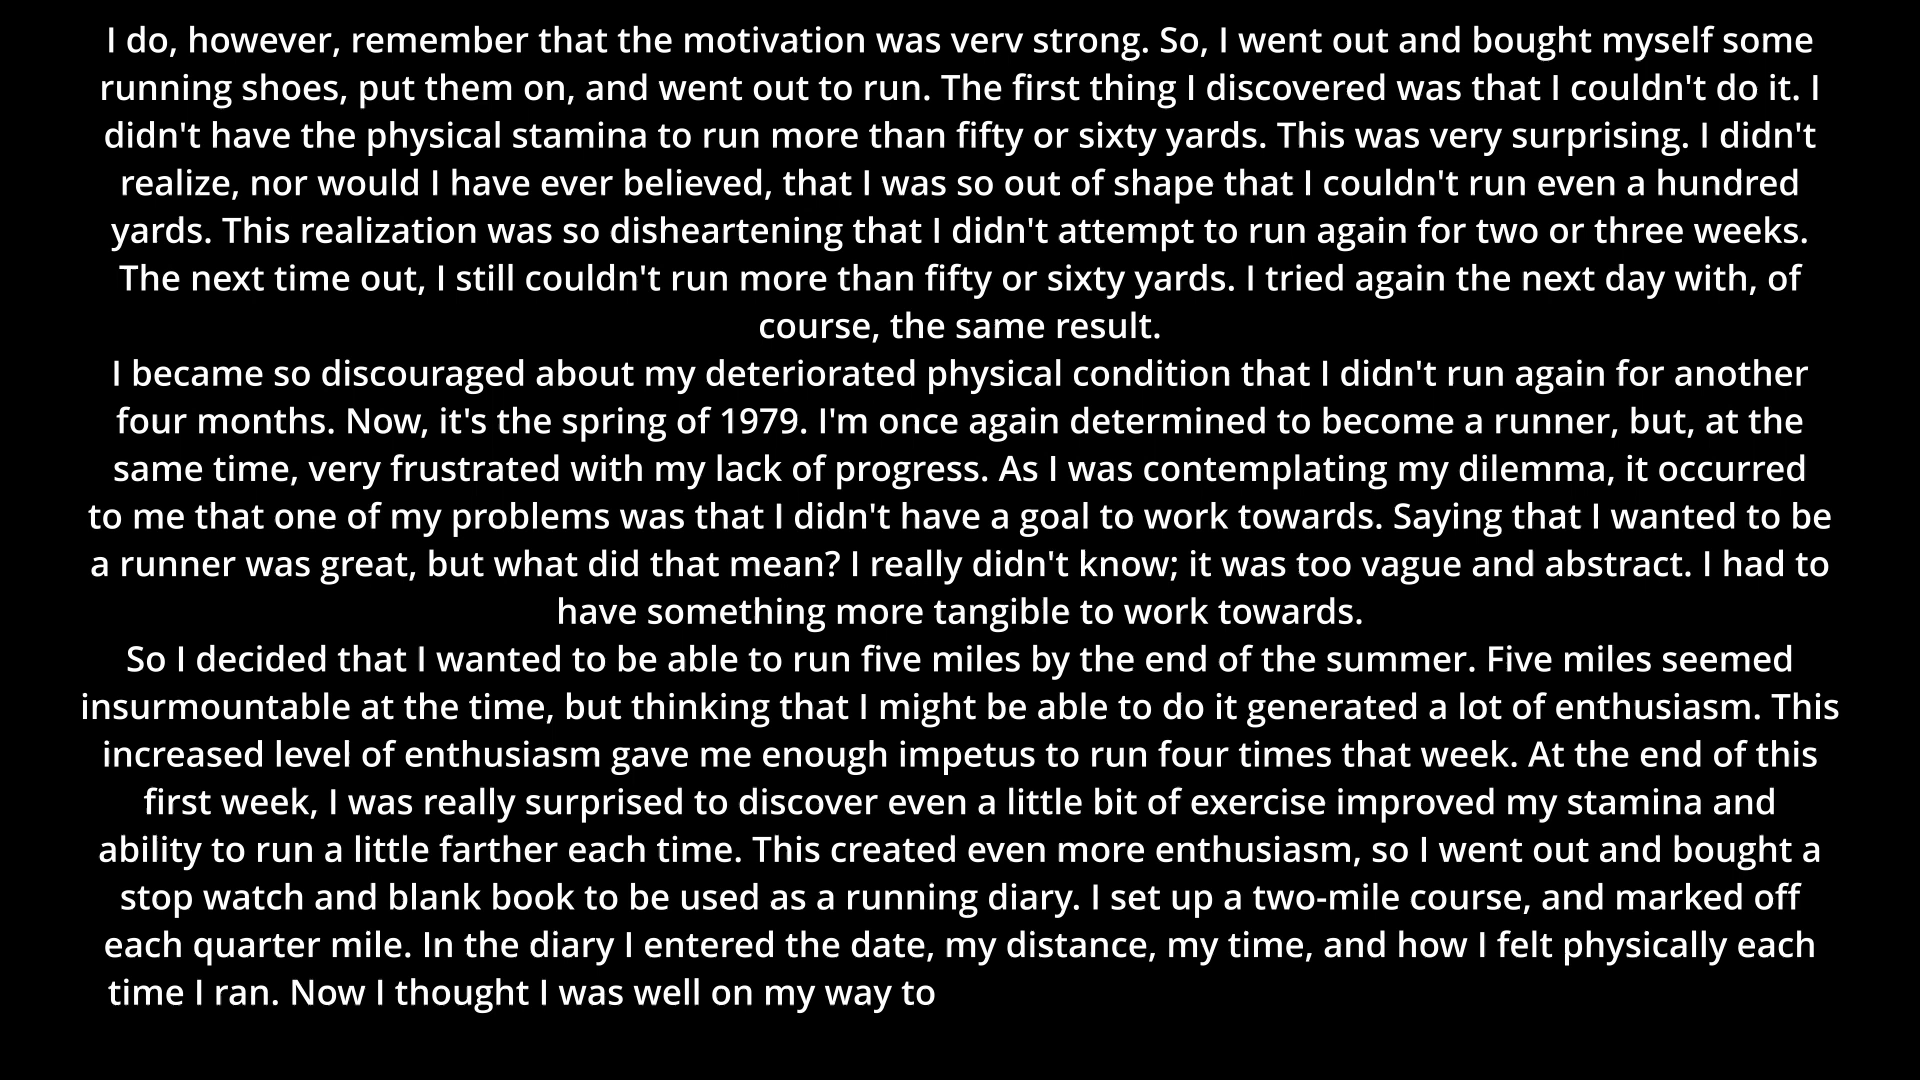 I do, however, remember that the motivation was verv strong. So, I went out and bought myself some
running shoes, put them on, and went out to run. The first thing I discovered was that I couldn't do it. I
didn't have the physical stamina to run more than fifty or sixty yards. This was very surprising. I didn't
realize, nor would I have ever believed, that I was so out of shape that I couldn't run even a hundred
yards. This realization was so disheartening that I didn't attempt to run again for two or three weeks.
The next time out, I still couldn't run more than fifty or sixty yards. I tried again the next day with, of
course, the same result.
I became so discouraged about my deteriorated physical condition that I didn't run again for another
four months. Now, it's the spring of 1979. I'm once again determined to become a runner, but, at the
same time, very frustrated with my lack of progress. As I was contemplating my dilemma, it occurred
to me that one of my problems was that I didn't have a goal to work towards. Saying that I wanted to be
a runner was great, but what did that mean? I really didn't know; it was too vague and abstract. I had to
have something more tangible to work towards.
So I decided that I wanted to be able to run five miles by the end of the summer. Five miles seemed
insurmountable at the time, but thinking that I might be able to do it generated a lot of enthusiasm. This
increased level of enthusiasm gave me enough impetus to run four times that week. At the end of this
first week, I was really surprised to discover even a little bit of exercise improved my stamina and
ability to run a little farther each time. This created even more enthusiasm, so I went out and bought a
stop watch and blank book to be used as a running diary. I set up a two-mile course, and marked off
each quarter mile. In the diary I entered the date, my distance, my time, and how I felt physically each
time I ran. Now I thought I was well on my way to